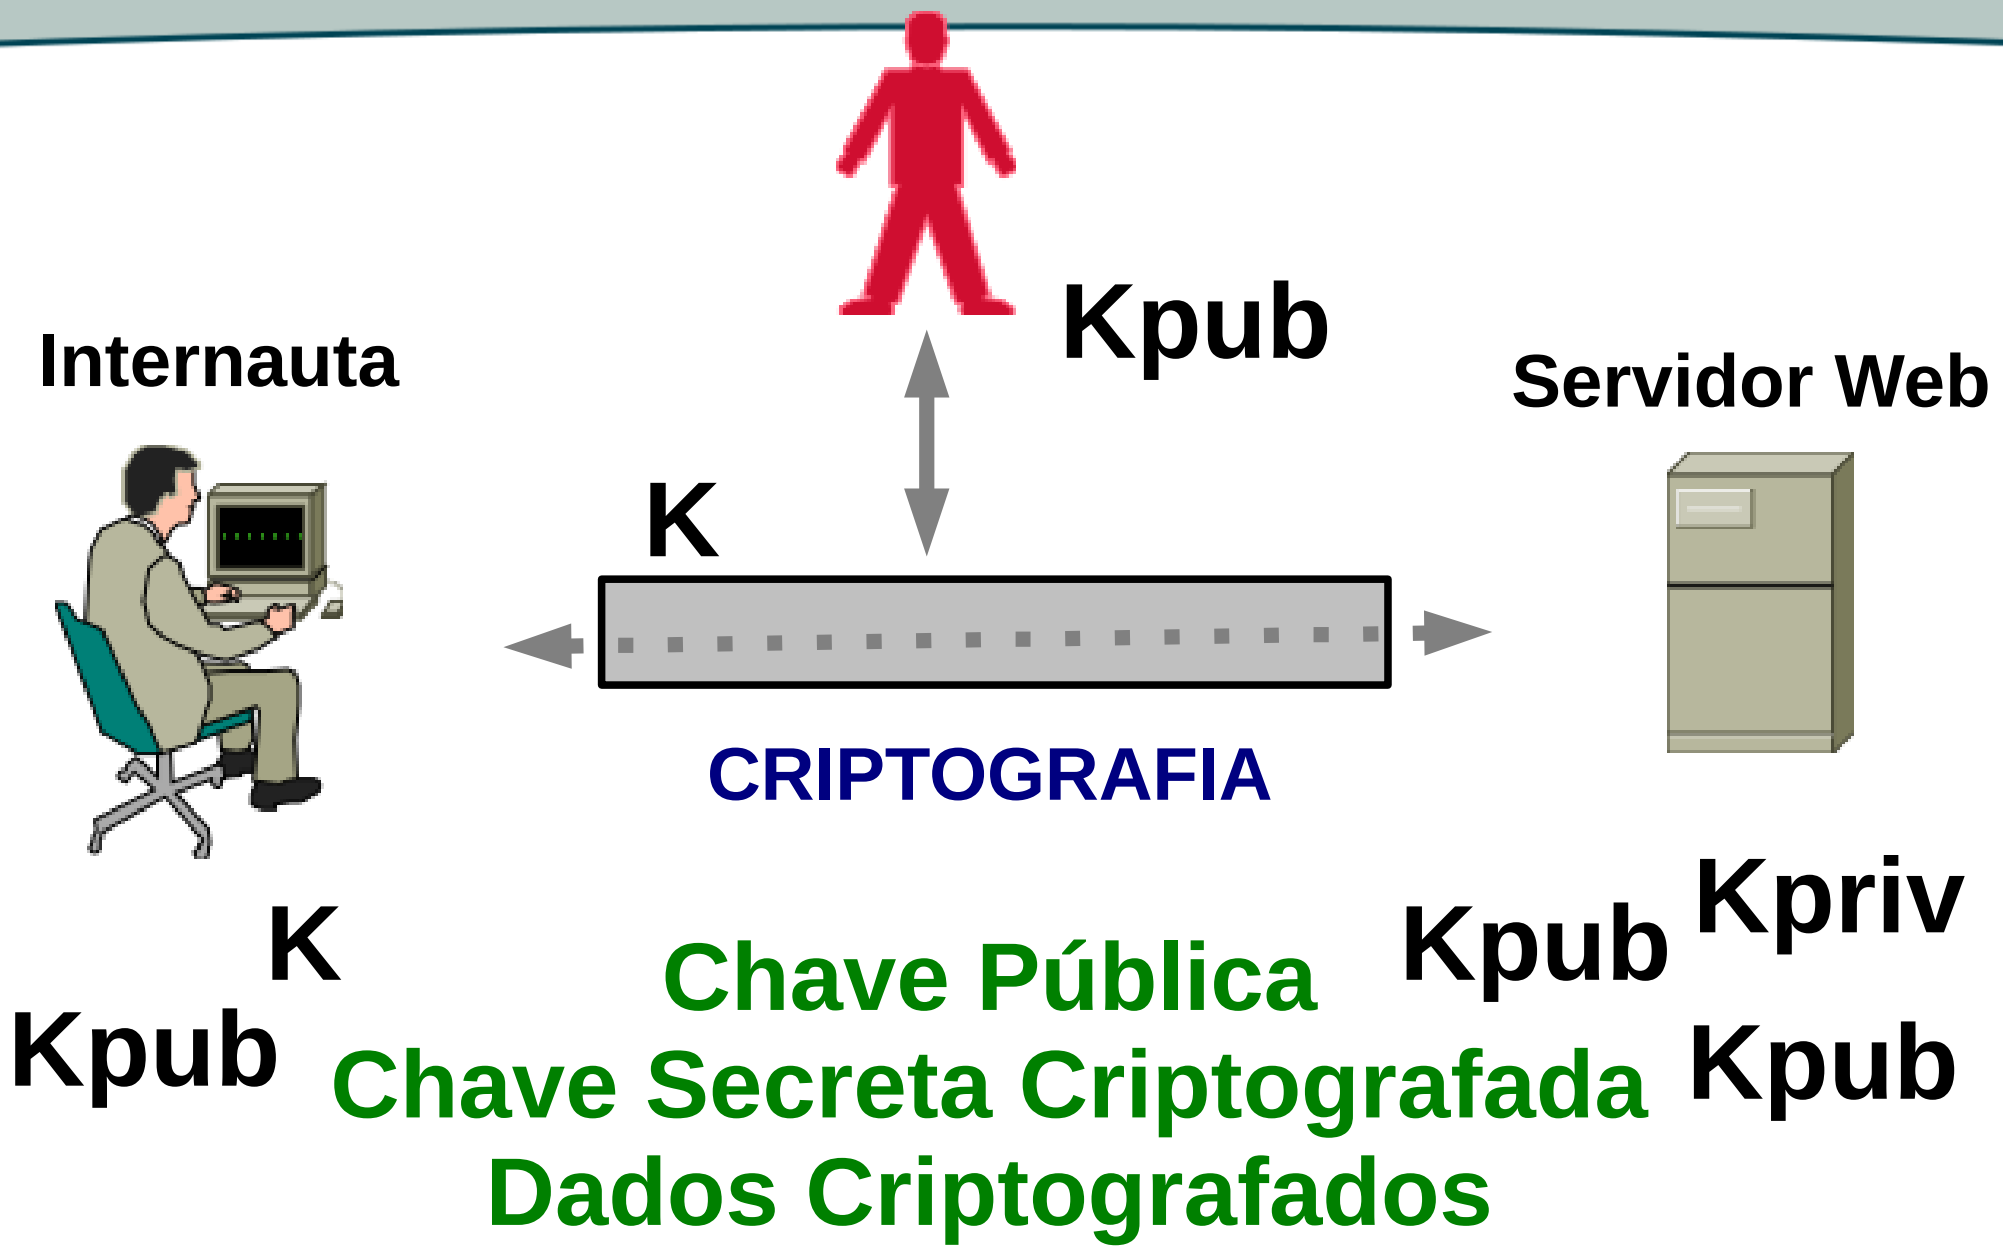 Kpub
Internauta
Servidor Web
K
CRIPTOGRAFIA
Kpriv
K
Kpub
Chave Pública
Kpub
Kpub
Chave Secreta Criptografada
Dados Criptografados